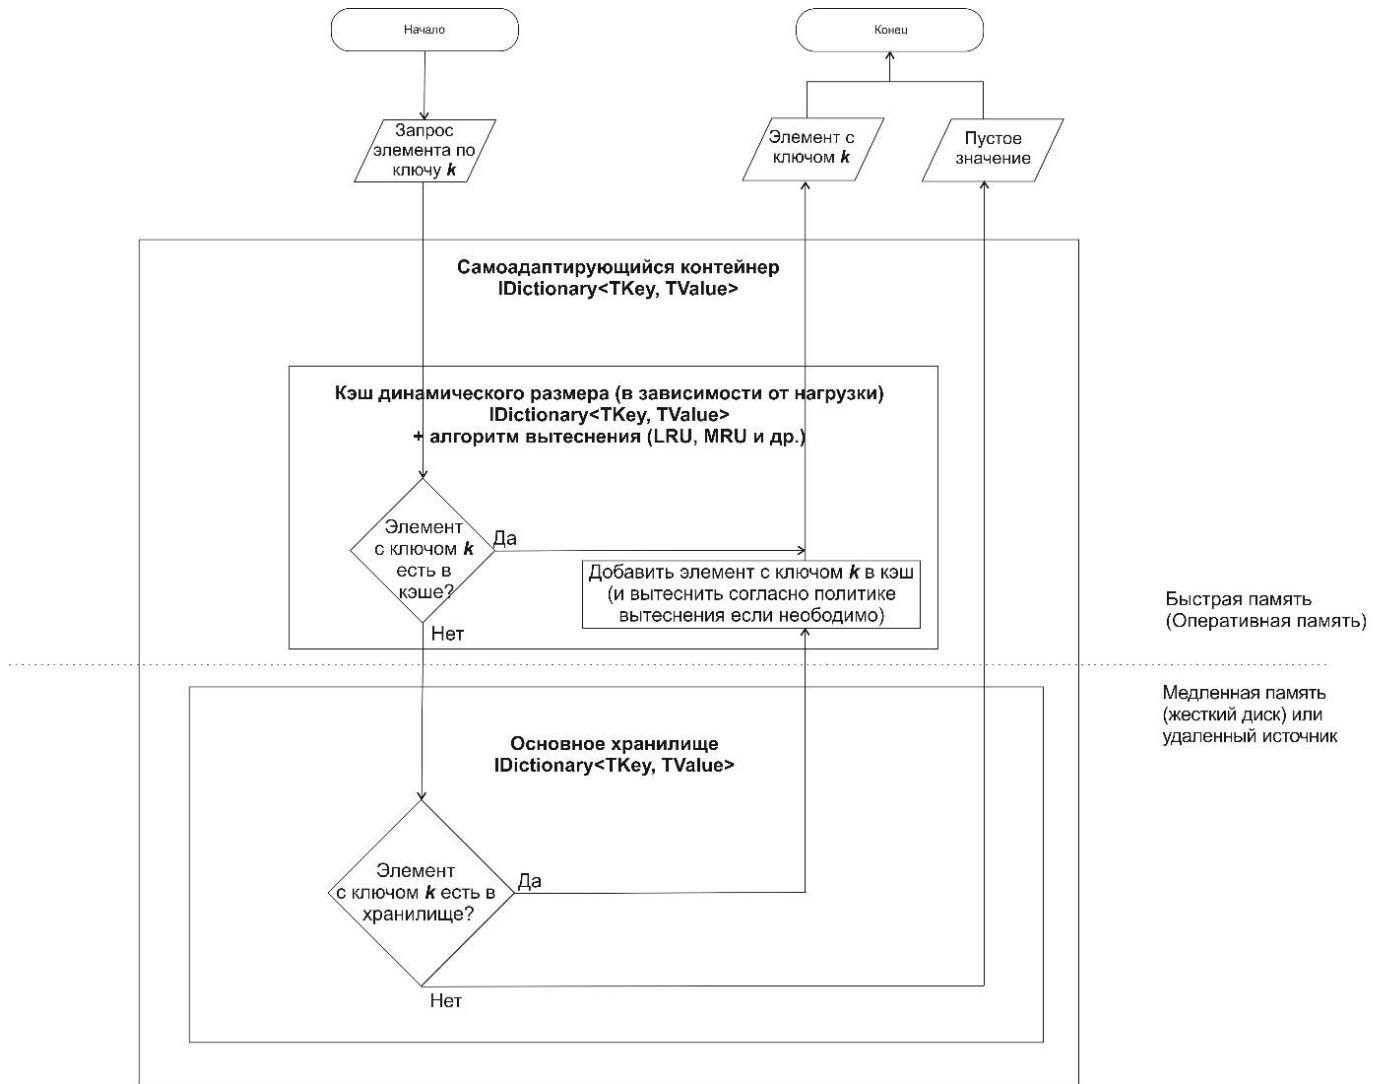 Начало
Конец
Запрос
элемента по
ключу k
Элемент с
ключом k
Пустое
значение
Самоадаптирующийся контейнер
IDictionary<TKey, TValue>
Кэш динамического размера (в зависимости от нагрузки)
IDictionary<TKey, TValue>
+ алгоритм вытеснения (LRU, MRU и др.)
Элемент
с ключом k
есть в
кэше?
Да
Нет
Добавить элемент с ключом k в кэш
(и вытеснить согласно политике
вытеснения если неободимо)
Быстрая память
(Оперативная память)
Медленная память
(жесткий диск) или
удаленный источник
Основное хранилище
IDictionary<TKey, TValue>
Элемент
с ключом k есть в
хранилище?
Да
Нет